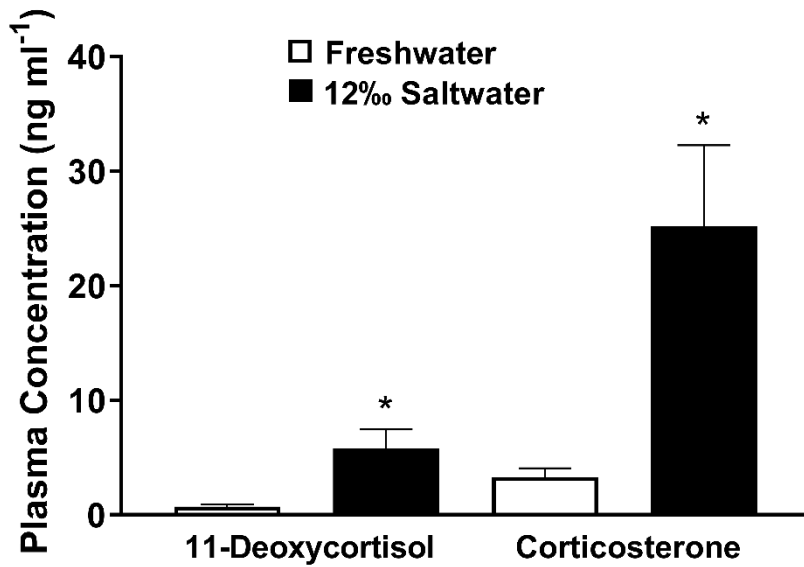 Plasma Concentration (ng ml⁻¹)
40
30
20
10
0
Freshwater
12‰ Saltwater
*
*
11-Deoxycortisol
Corticosterone